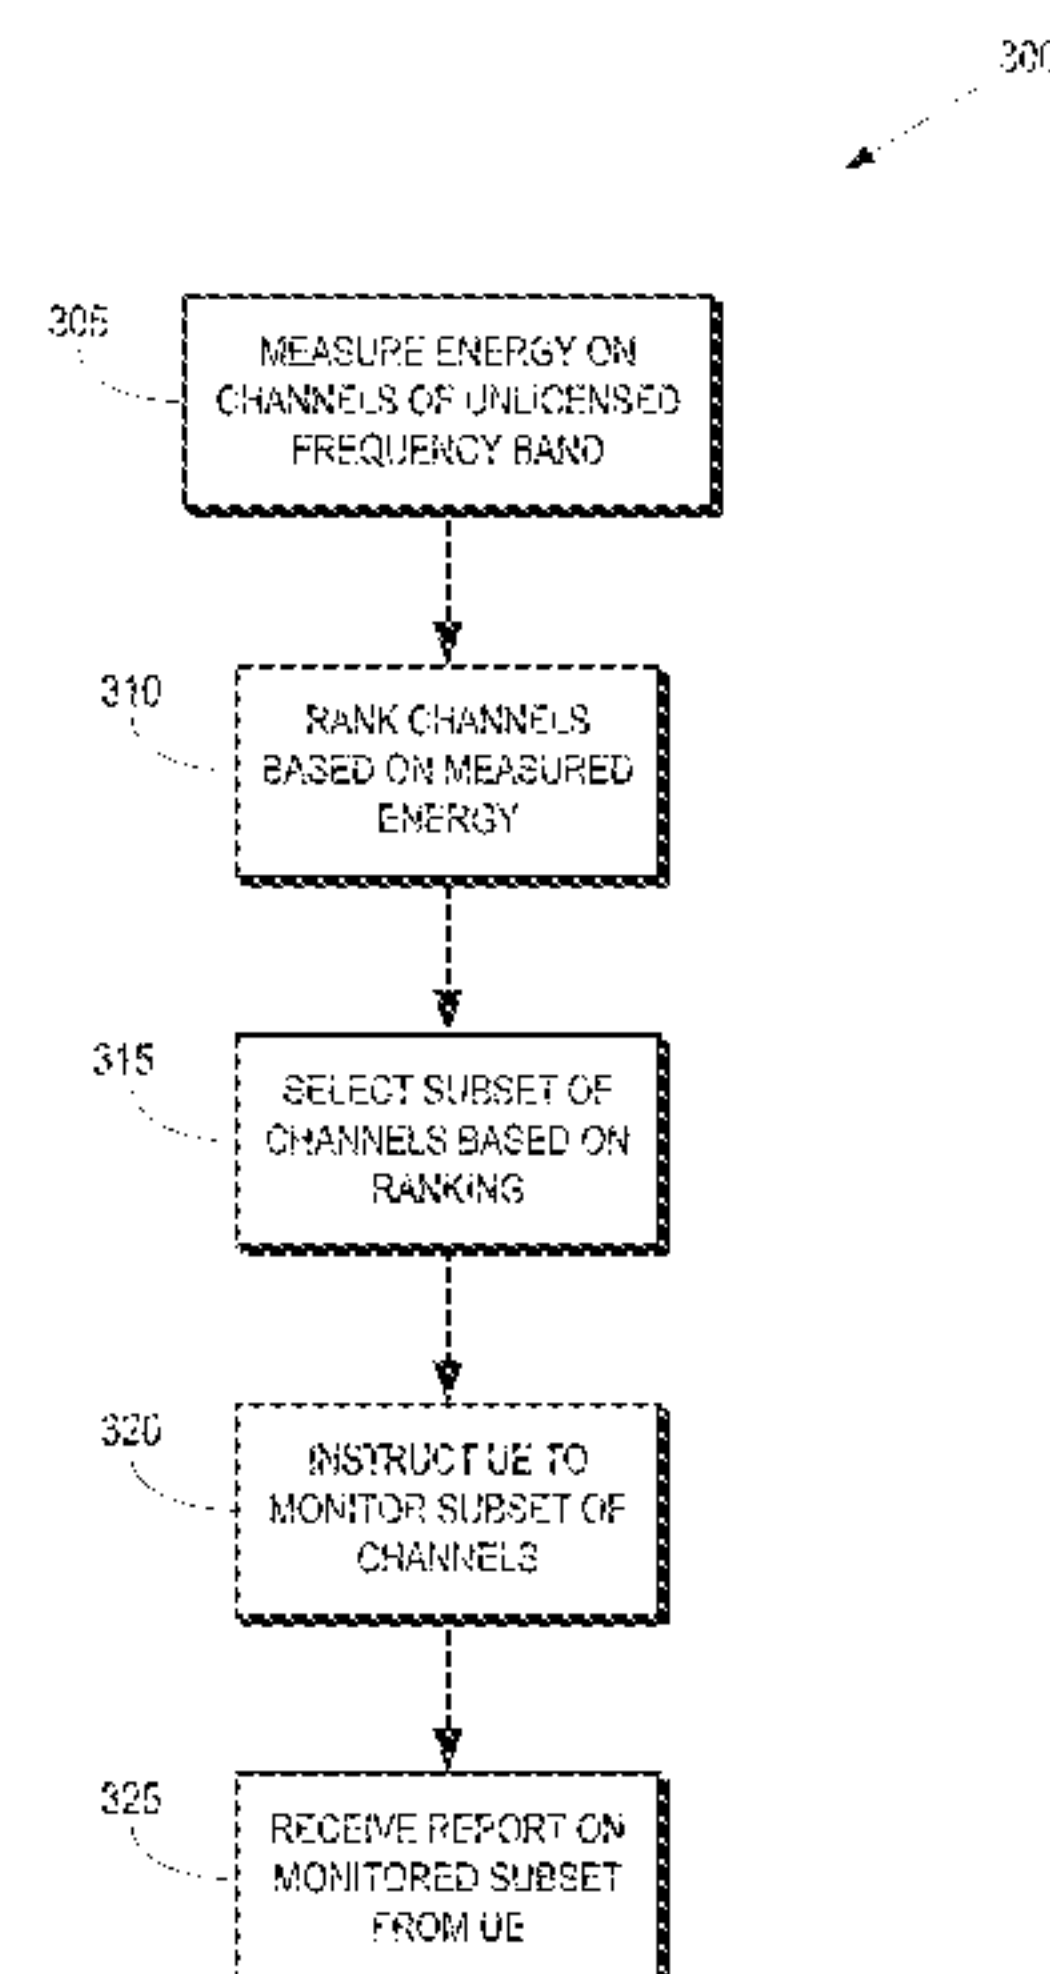 300
305
MEASURE ENERGY ON
CHANNELS OF UNLICENSED
FREQUENCY BAND
310
RANK CHANNELS
BASED ON MEASURED
ENERGY
315
SELECT SUBSET OF
CHANNELS BASED ON
RANKING
320
INSTRUCT UE TO
MONITOR SUBSET OF
CHANNELS
325
RECEIVE REPORT ON
MONITORED SUBSET
FROM UE